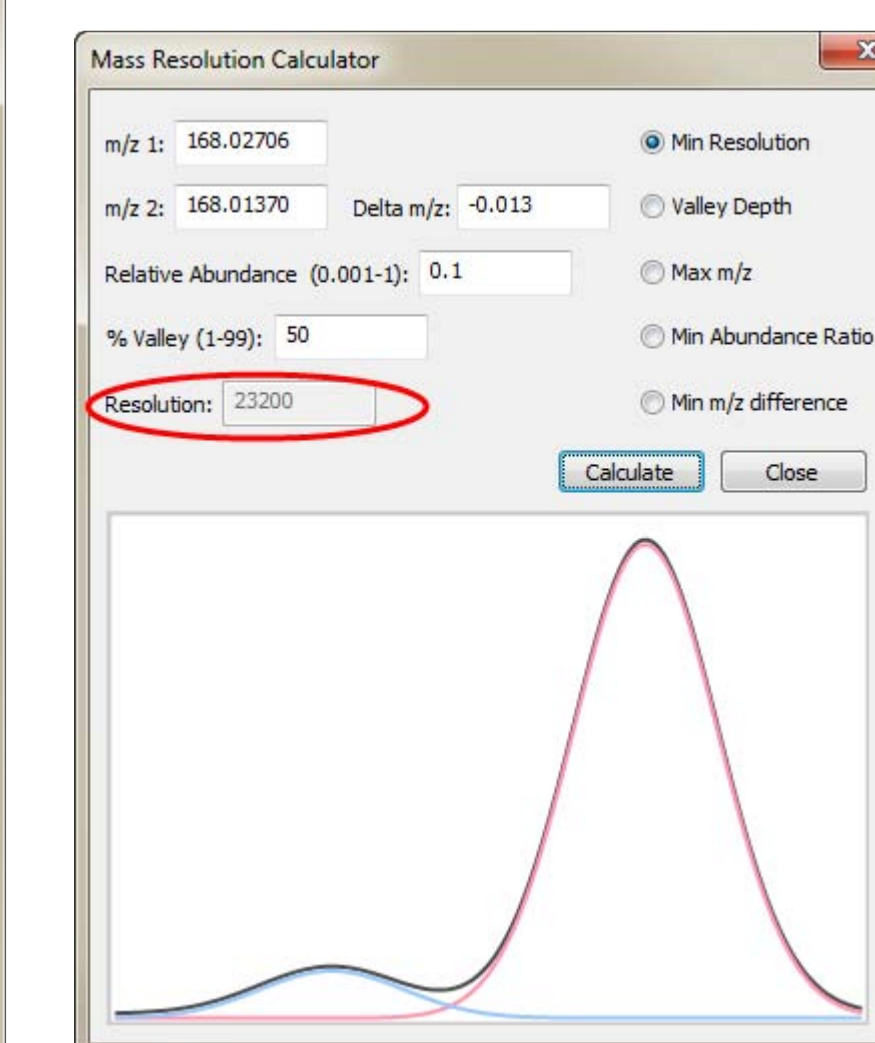 Mass Resolution Calculator
m/z 1: 168.02706 Min Resolution
m/z 2: 168.01370 Delta m/z: -0.013 Valley Depth
Relative Abundance (0.001-1): 0.1 Max m/z
% Valley (1-99): 50 Min Abundance Ratio
Resolution: 23200 Min m/z difference
Calculate Close